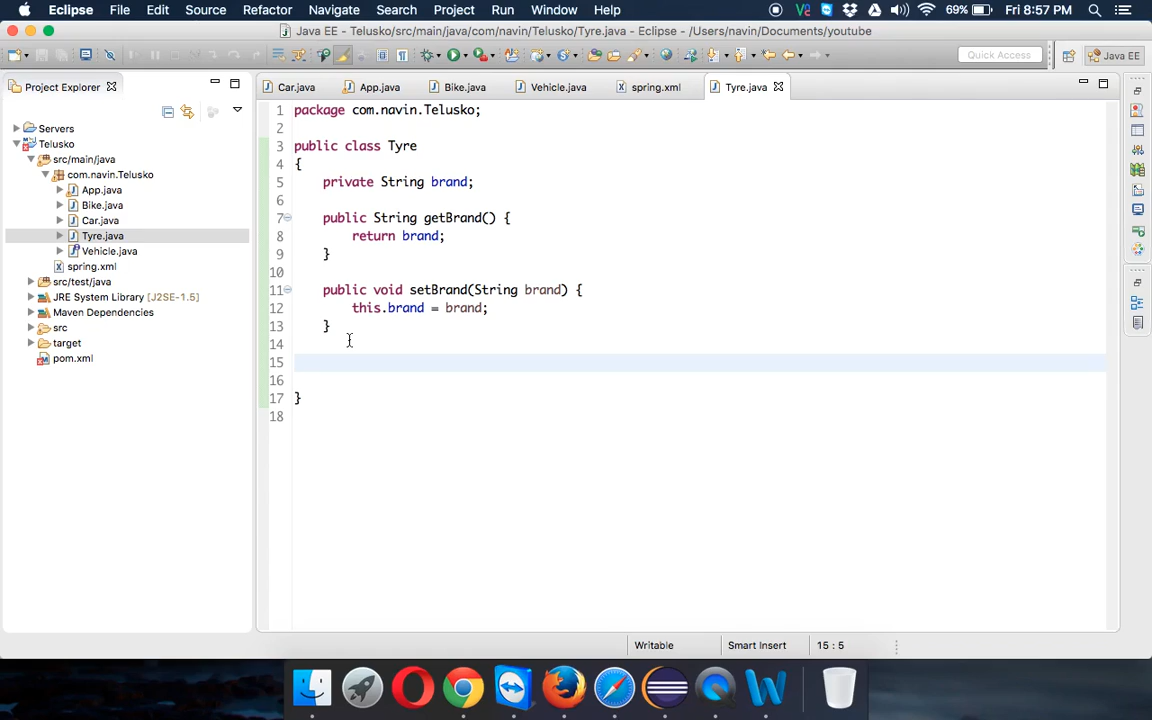 Eclipse File Edit Source Refactor Navigate Search Project Run Window Help 69% Fri 8:57 PM
Java EE - Telusko/src/main/java/com/navin/Telusko/Tyre.java - Eclipse - /Users/navin/Documents/youtube
Quick Access Java EE
Project Explorer
Car.java App.java Bike.java Vehicle.java spring.xml Tyre.java
Servers
Telusko
src/main/java
com.navin.Telusko
App.java
Bike.java
Car.java
Tyre.java
Vehicle.java
spring.xml
src/test/java
JRE System Library [J2SE-1.5]
Maven Dependencies
src
target
pom.xml
1 package com.navin.Telusko;
2
3 public class Tyre
4 {
5 private String brand;
6
7 public String getBrand() {
8 return brand;
9 }
10
11 public void setBrand(String brand) {
12 this.brand = brand;
13 }
14
15
16
17 }
18
Writable Smart Insert 15 : 5